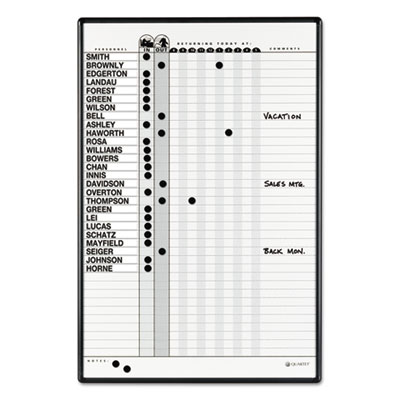 IN OUT RETURNING TODAY AT:
PERSONNEL COMMENTS
SMITH
BROWNLY
EDGERTON
LANDAU
FOREST
GREEN
WILSON
BELL VACATION
ASHLEY
HAWORTH
ROSA
WILLIAMS
BOWERS
CHAN
INNIS
DAVIDSON SALES MTG.
OVERTON
THOMPSON
GREEN
LEI
LUCAS
SCHATZ
MAYFIELD
SEIGER BACK MON.
JOHNSON
HORNE
NOTES: QUARTET